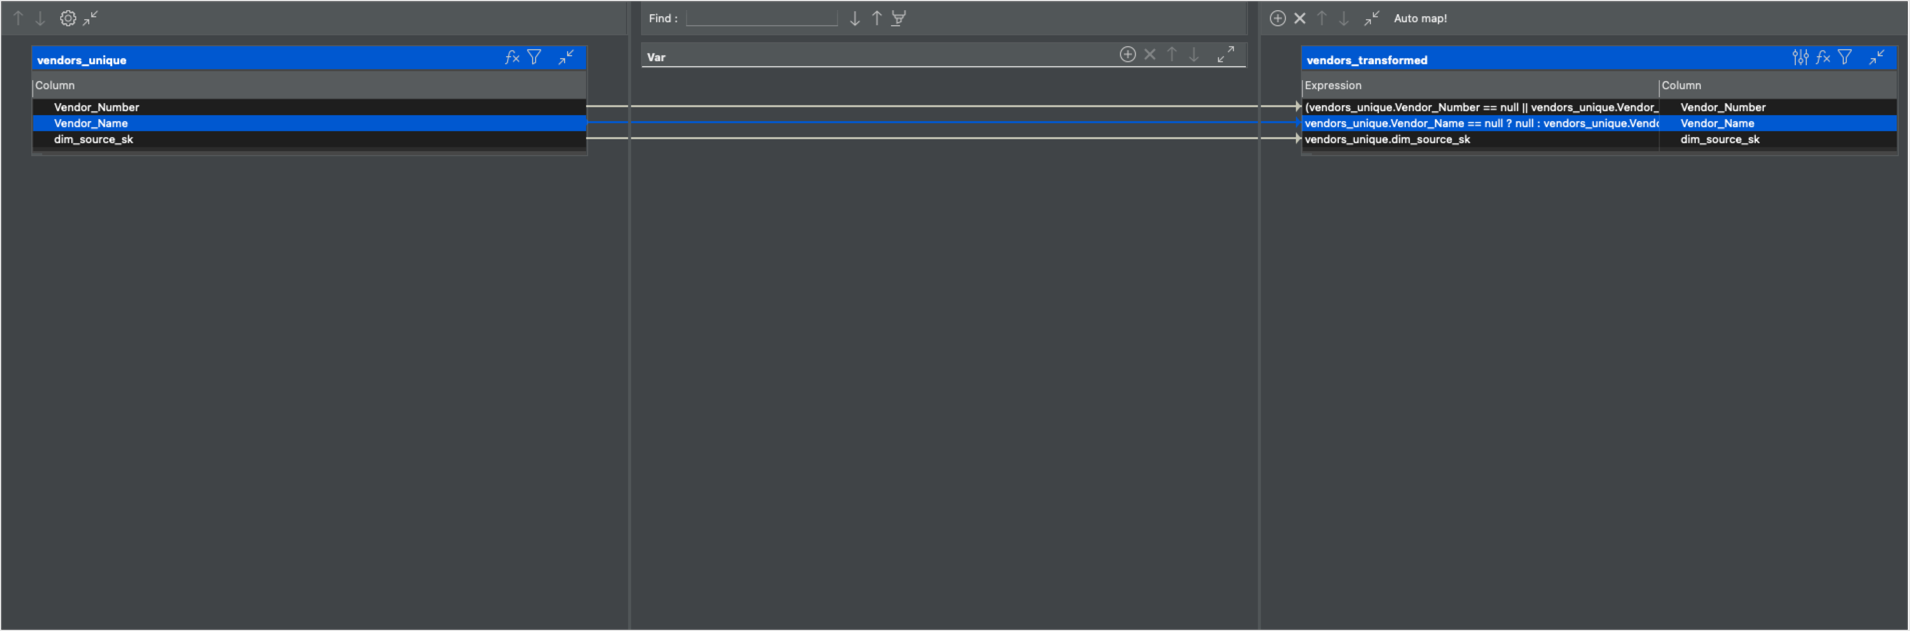 Find :
Auto map!
vendors_unique
Column
Vendor_Number
Vendor_Name
dim_source_sk
Var
vendors_transformed
Expression Column
(vendors_unique.Vendor_Number == null || vendors_unique.Vendor_ Vendor_Number
vendors_unique.Vendor_Name == null ? null : vendors_unique.Vendo Vendor_Name
vendors_unique.dim_source_sk dim_source_sk